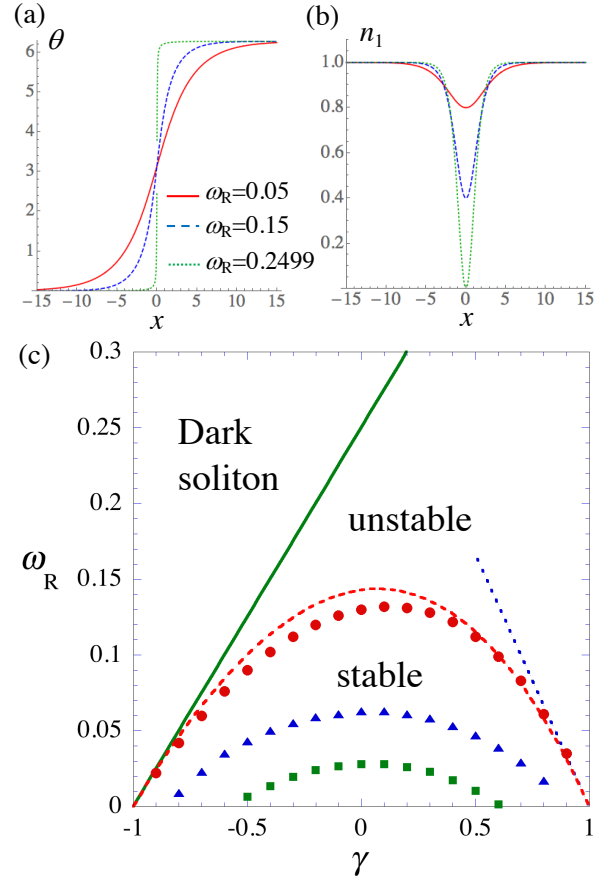 (a)
θ
6
5
4
3
2
1
ω_R=0.05
ω_R=0.15
ω_R=0.2499
−15 −10 −5 0 5 10 15
x
(b)
n₁
1.0
0.8
0.6
0.4
0.2
−15 −10 −5 0 5 10 15
x
(c)
0.3
0.25
0.2
0.15
0.1
0.05
0
ω_R
Dark
soliton
unstable
stable
-1 -0.5 0 0.5 1
γ